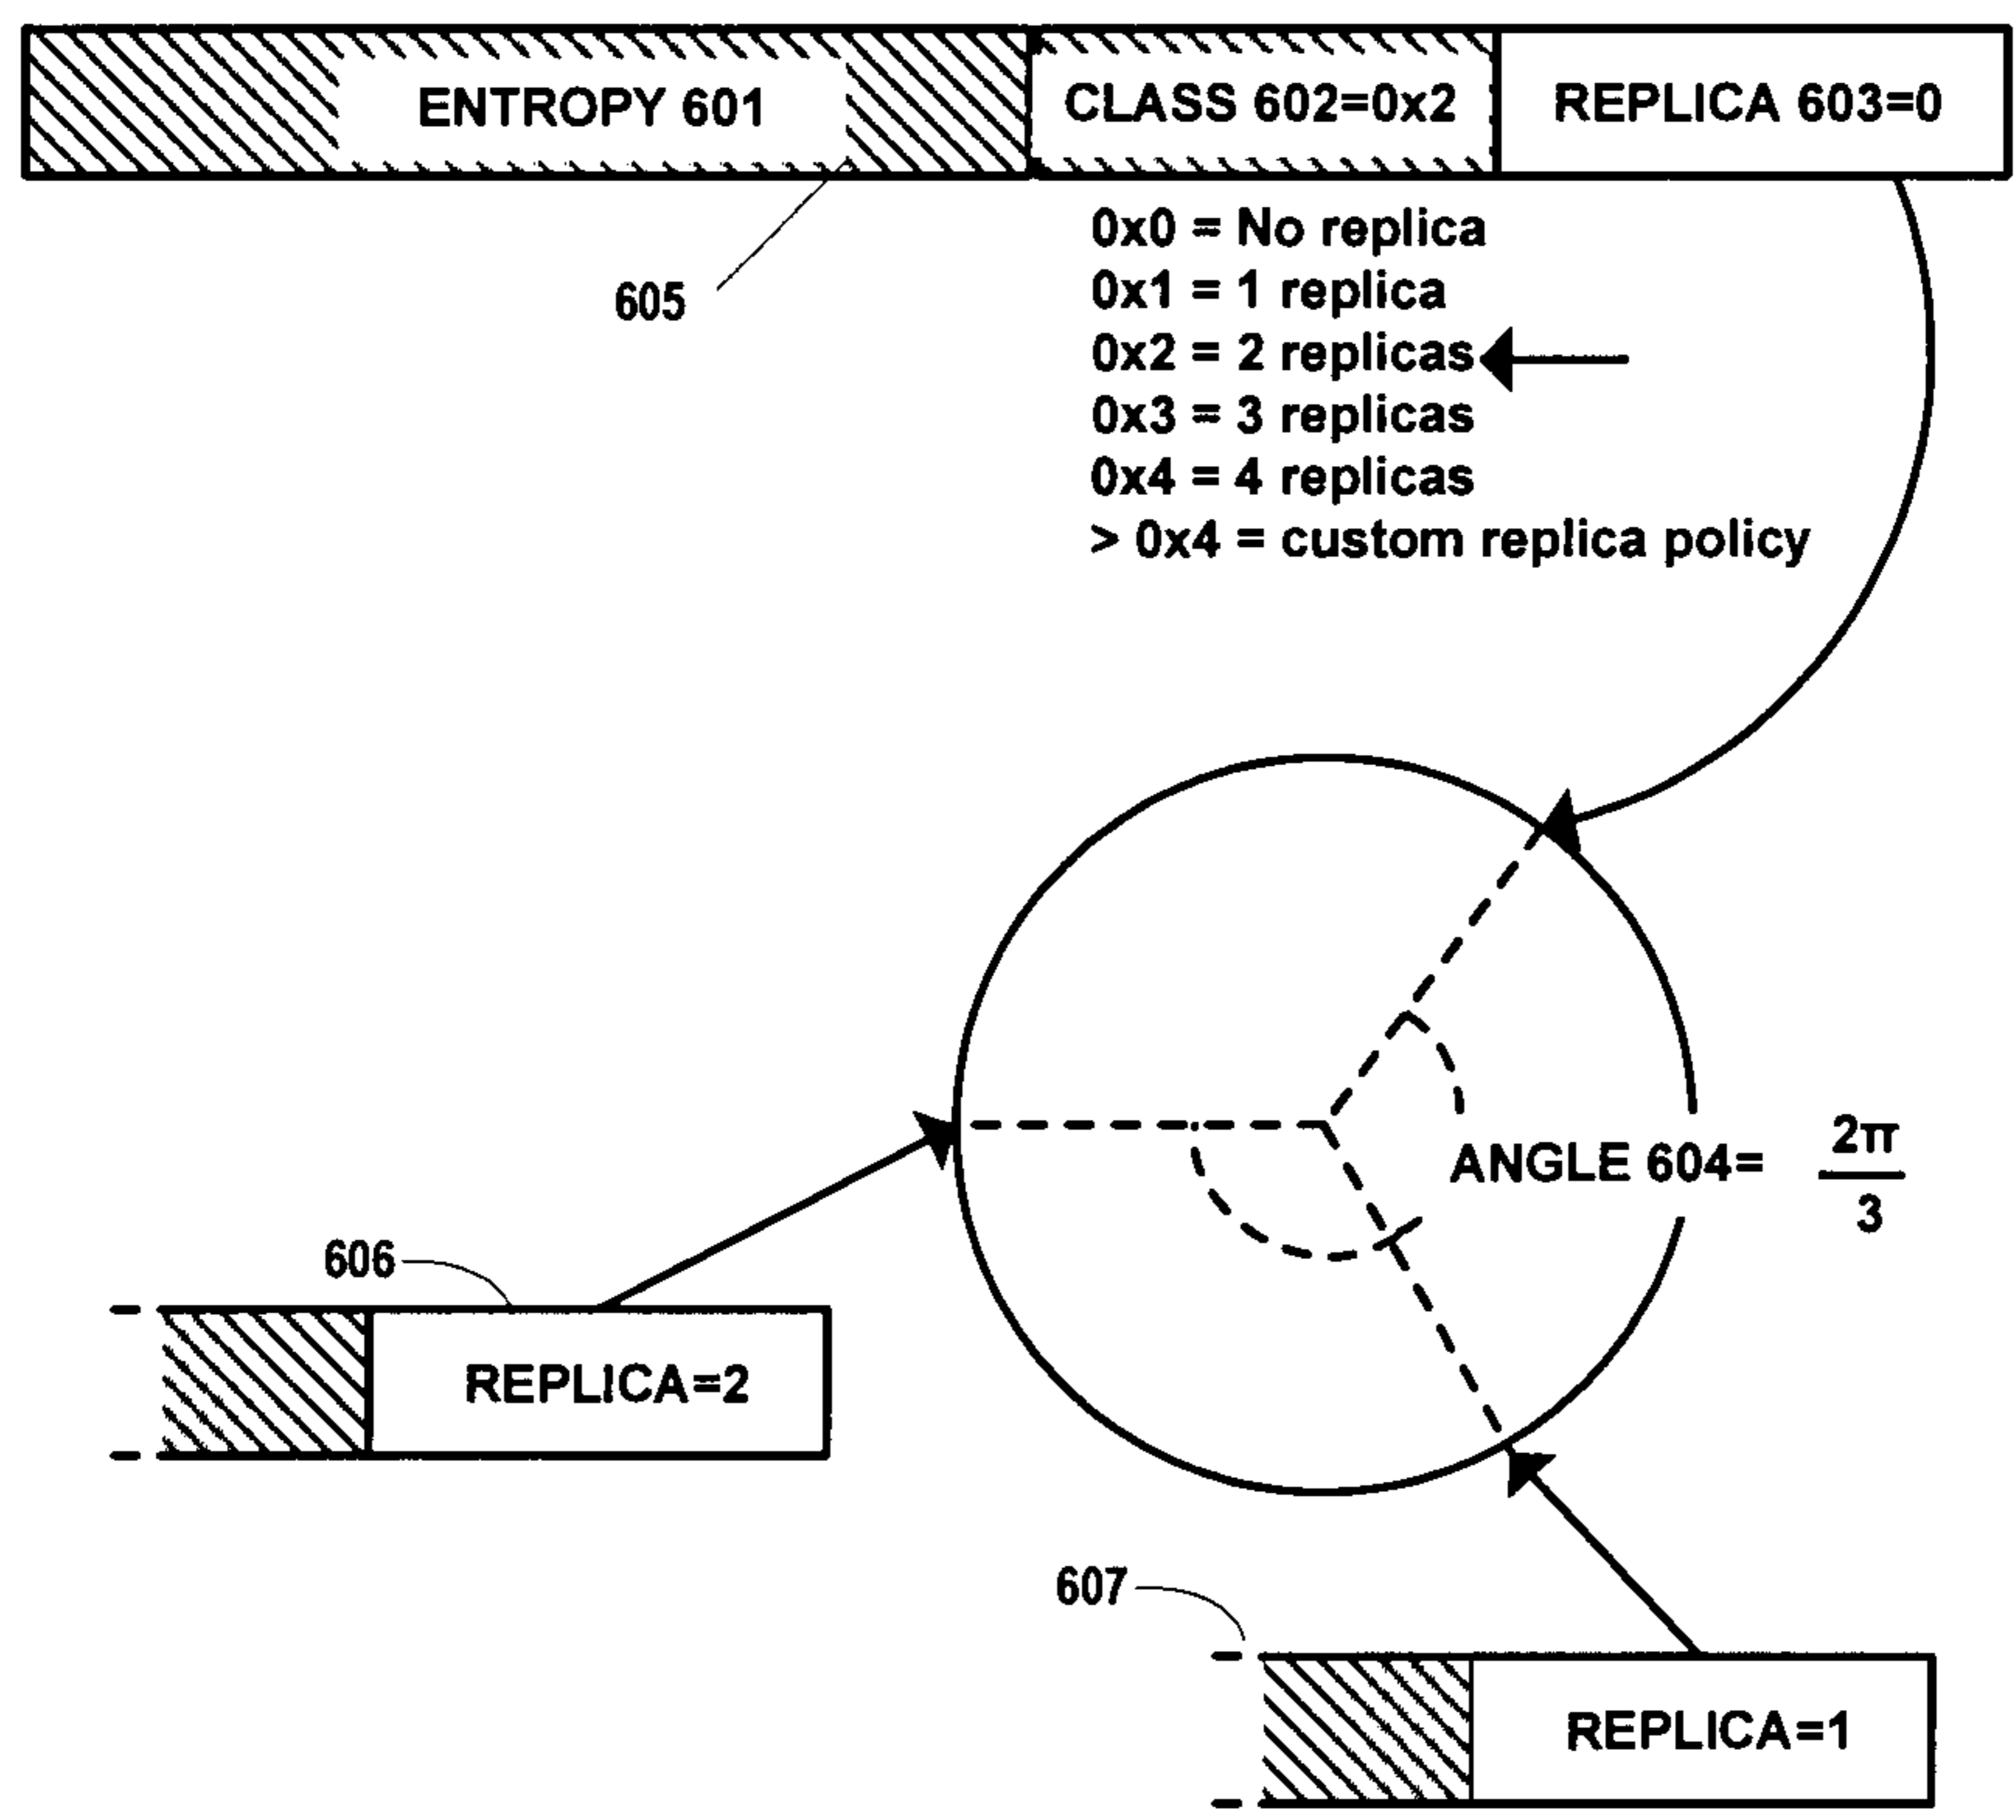 ENTROPY 601
CLASS 602=0x2
REPLICA 603=0
605
0x0 = No replica
0x1 = 1 replica
0x2 = 2 replicas
0x3 = 3 replicas
0x4 = 4 replicas
> 0x4 = custom replica policy
ANGLE 604= 2π
3
606
REPLICA=2
607
REPLICA=1